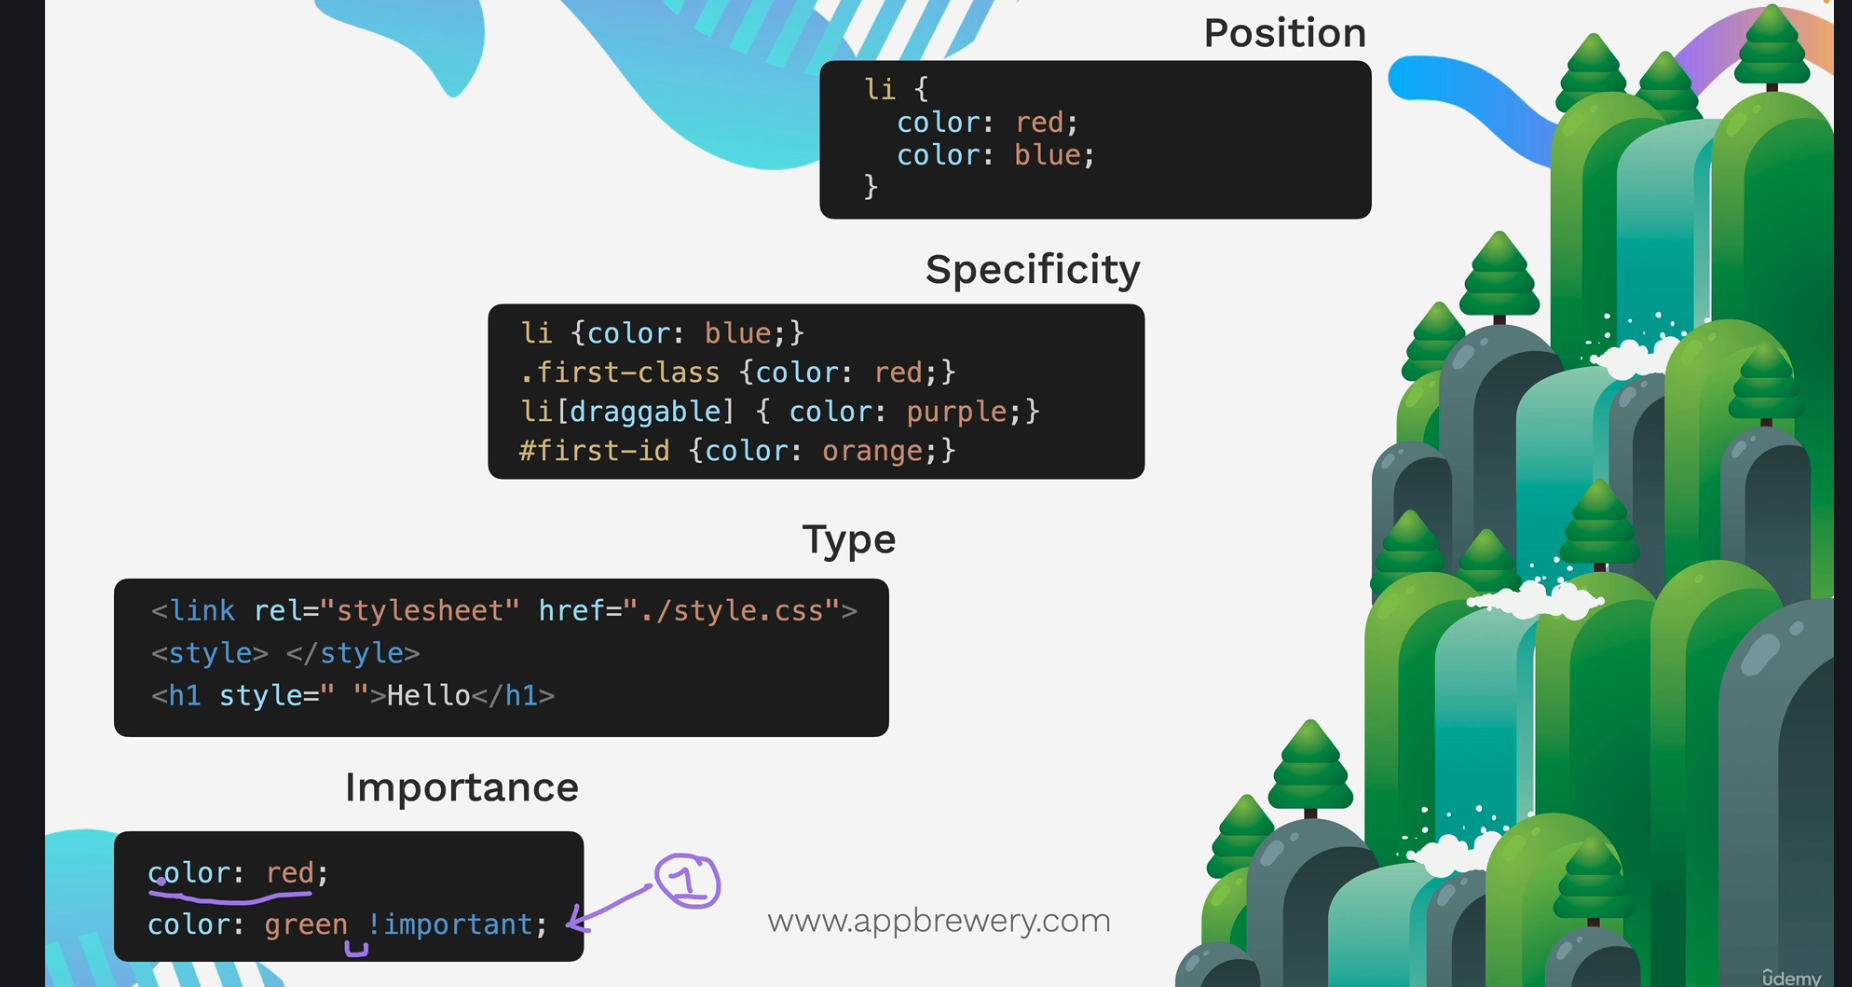 Position
li {
  color: red;
  color: blue;
}
Specificity
li {color: blue;}
.first-class {color: red;}
li[draggable] { color: purple;}
#first-id {color: orange;}
Type
<link rel="stylesheet" href="./style.css">
<style> </style>
<h1 style=" ">Hello</h1>
Importance
color: red;
color: green !important;
1
www.appbrewery.com
ûdemy